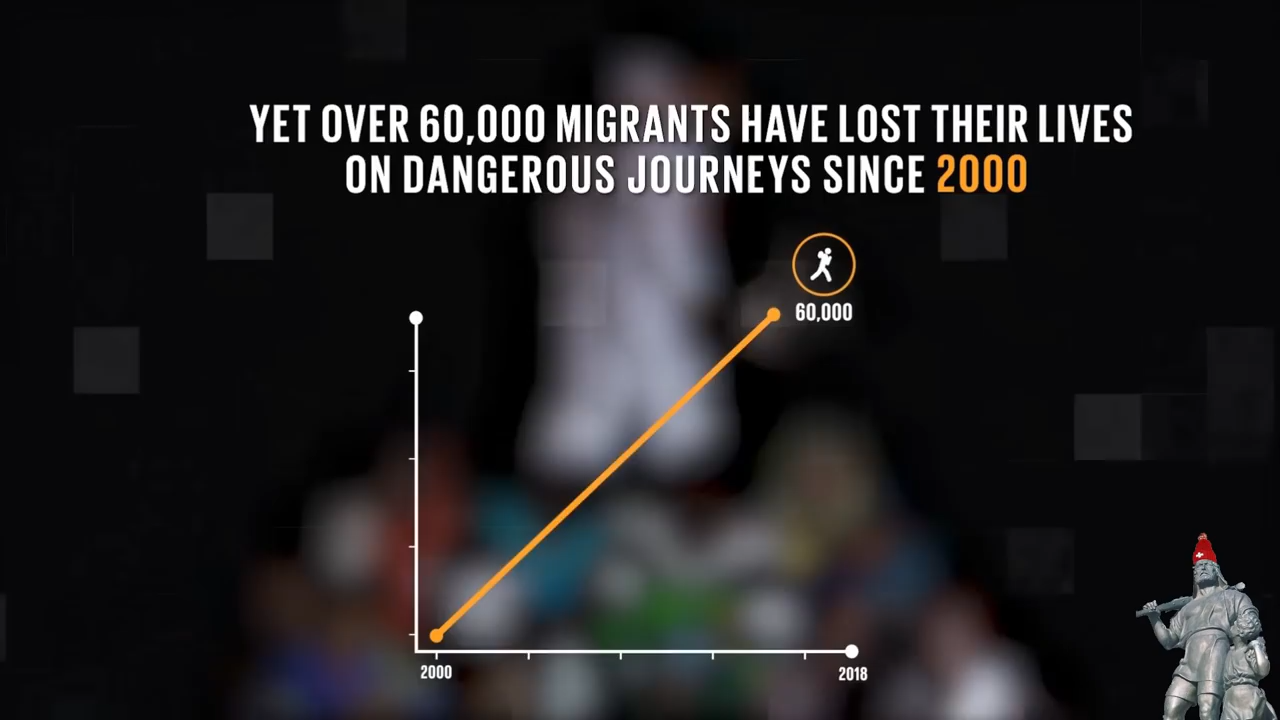 YET OVER 60,000 MIGRANTS HAVE LOST THEIR LIVES
ON DANGEROUS JOURNEYS SINCE 2000
60,000
2000
2018